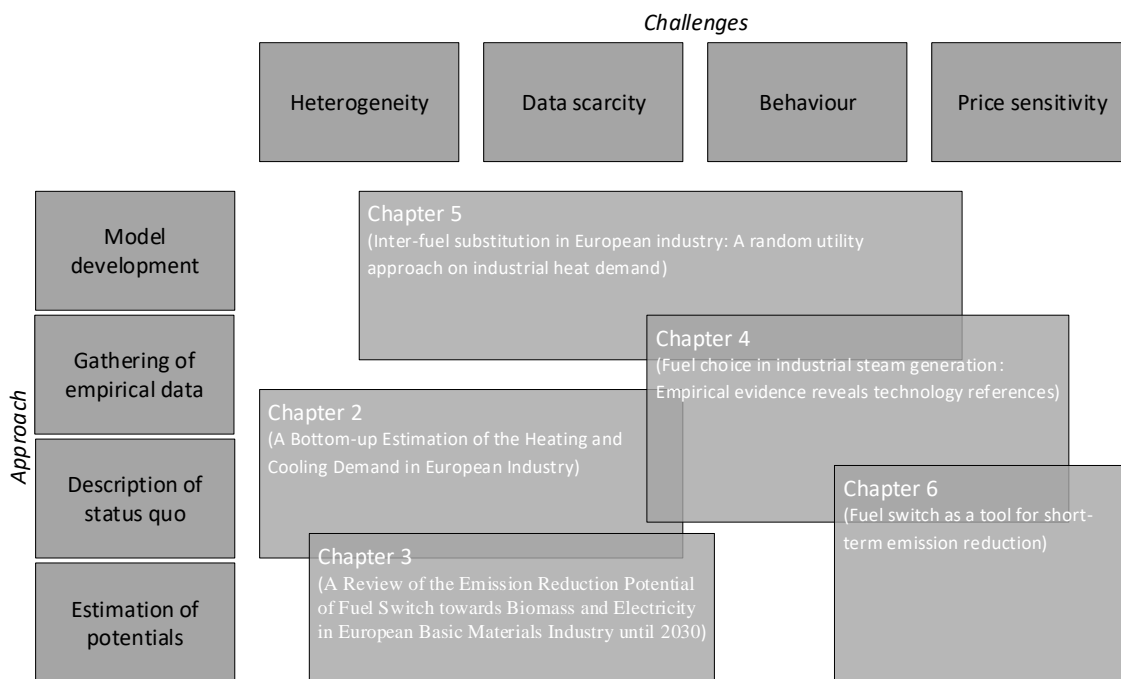 Challenges
Heterogeneity
Data scarcity
Behaviour
Price sensitivity
Approach
Model
development
Gathering of
empirical data
Description of
status quo
Estimation of
potentials
Chapter 5
(Inter-fuel substitution in European industry: A random utility
approach on industrial heat demand)
Chapter 4
(Fuel choice in industrial steam generation:
Empirical evidence reveals technology references)
Chapter 2
(A Bottom-up Estimation of the Heating and
Cooling Demand in European Industry)
Chapter 6
(Fuel switch as a tool for short-
term emission reduction)
Chapter 3
(A Review of the Emission Reduction Potential
of Fuel Switch towards Biomass and Electricity
in European Basic Materials Industry until 2030)